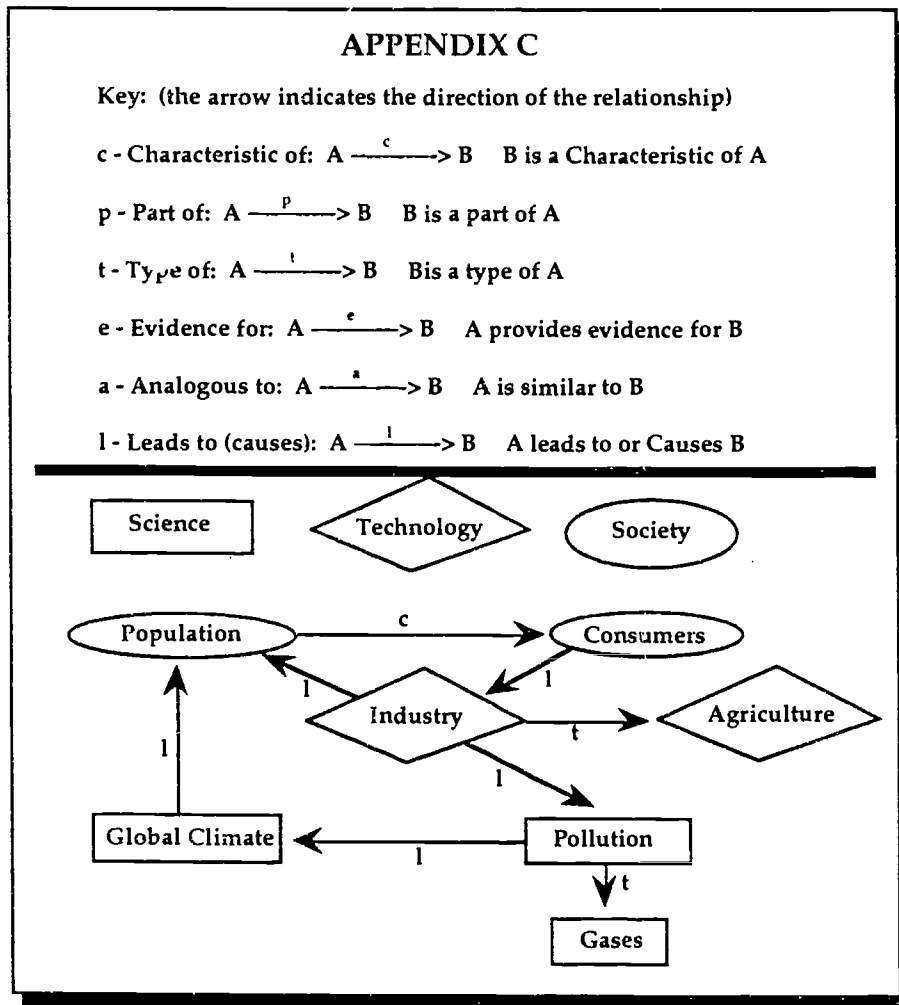 APPENDIX C
Key: (the arrow indicates the direction of the relationship)
c - Characteristic of: A c > B B is a Characteristic of A
p - Part of: A p > B B is a part of A
t - Type of: A t > B Bis a type of A
e - Evidence for: A e > B A provides evidence for B
a - Analogous to: A a > B A is similar to B
l - Leads to (causes): A l > B A leads to or Causes B
Science Technology Society
Population c Consumers
l l
Industry t Agriculture
l l
Global Climate l Pollution
t
Gases